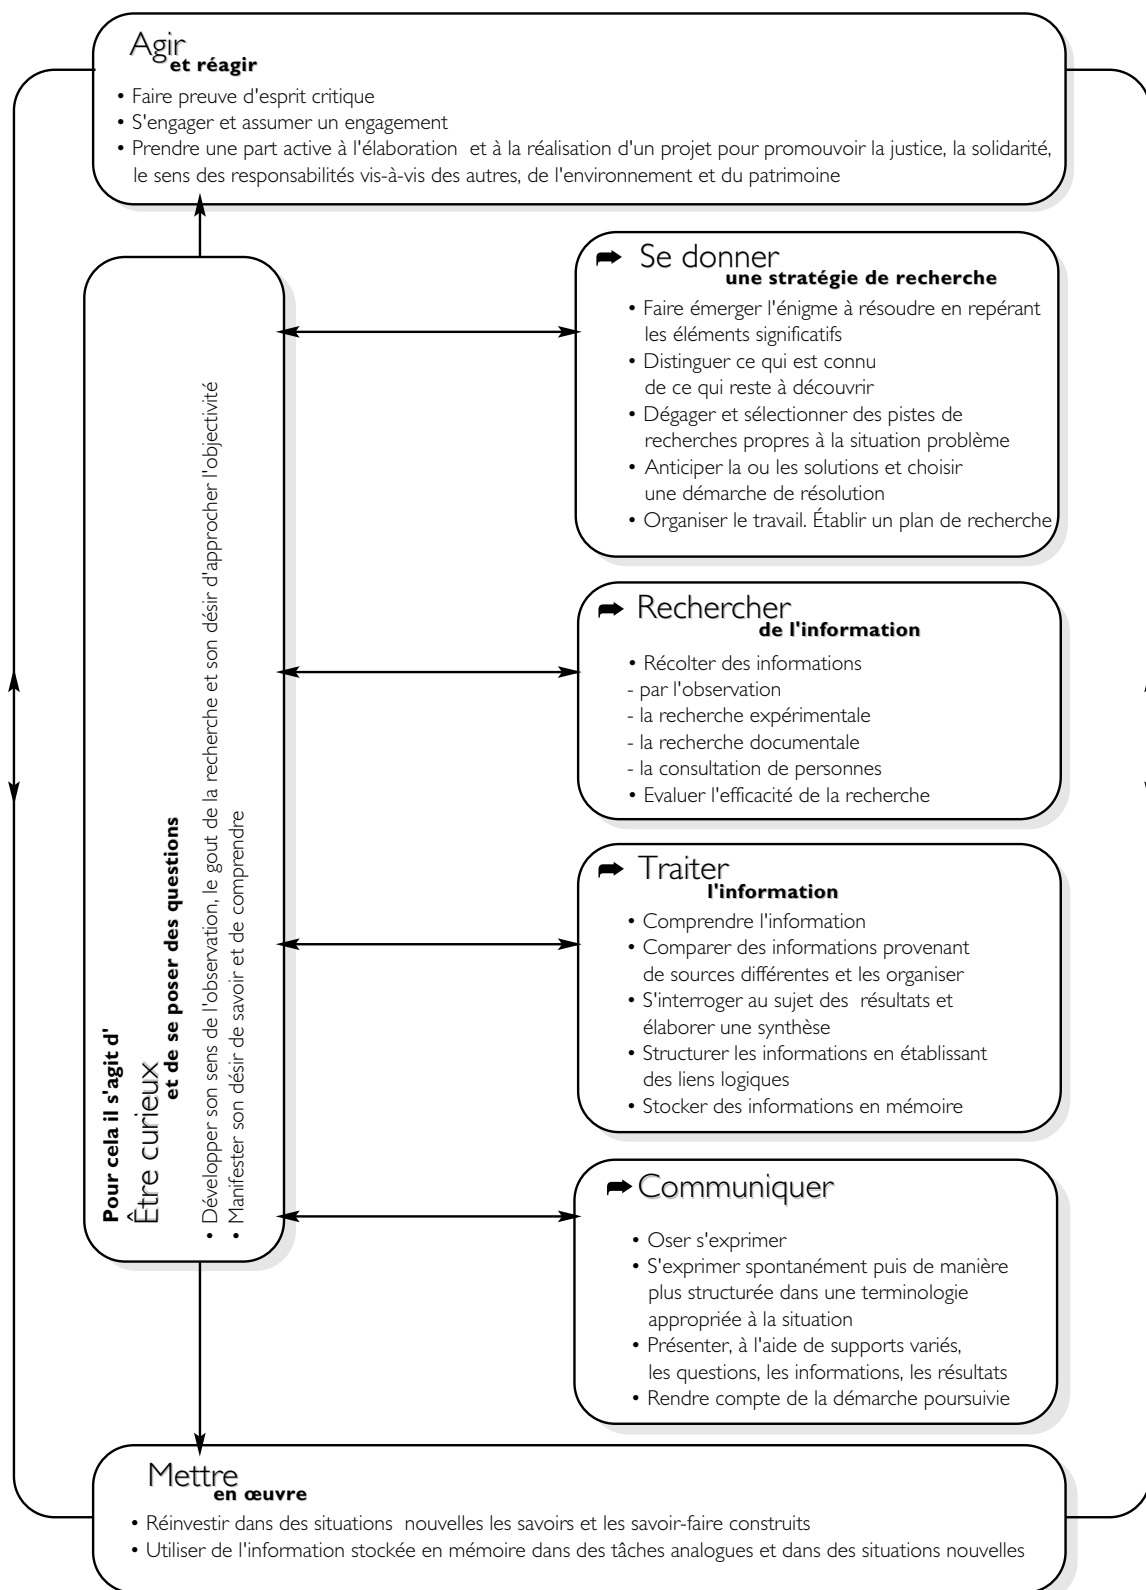 Agir
et réagir
• Faire preuve d'esprit critique
• S'engager et assumer un engagement
• Prendre une part active à l'élaboration et à la réalisation d'un projet pour promouvoir la justice, la solidarité,
le sens des responsabilités vis-à-vis des autres, de l'environnement et du patrimoine
Pour cela il s'agit d'
Être curieux
et de se poser des questions
• Développer son sens de l'observation, le gout de la recherche et son désir d'approcher l'objectivité
• Manifester son désir de savoir et de comprendre
➨ Se donner
une stratégie de recherche
• Faire émerger l'énigme à résoudre en repérant
les éléments significatifs
• Distinguer ce qui est connu
de ce qui reste à découvrir
• Dégager et sélectionner des pistes de
recherches propres à la situation problème
• Anticiper la ou les solutions et choisir
une démarche de résolution
• Organiser le travail. Établir un plan de recherche
➨ Rechercher
de l'information
• Récolter des informations
- par l'observation
- la recherche expérimentale
- la recherche documentale
- la consultation de personnes
• Evaluer l'efficacité de la recherche
➨ Traiter
l'information
• Comprendre l'information
• Comparer des informations provenant
de sources différentes et les organiser
• S'interroger au sujet des résultats et
élaborer une synthèse
• Structurer les informations en établissant
des liens logiques
• Stocker des informations en mémoire
➨ Communiquer
• Oser s'exprimer
• S'exprimer spontanément puis de manière
plus structurée dans une terminologie
appropriée à la situation
• Présenter, à l'aide de supports variés,
les questions, les informations, les résultats
• Rendre compte de la démarche poursuivie
Mettre
en œuvre
• Réinvestir dans des situations nouvelles les savoirs et les savoir-faire construits
• Utiliser de l'information stockée en mémoire dans des tâches analogues et dans des situations nouvelles